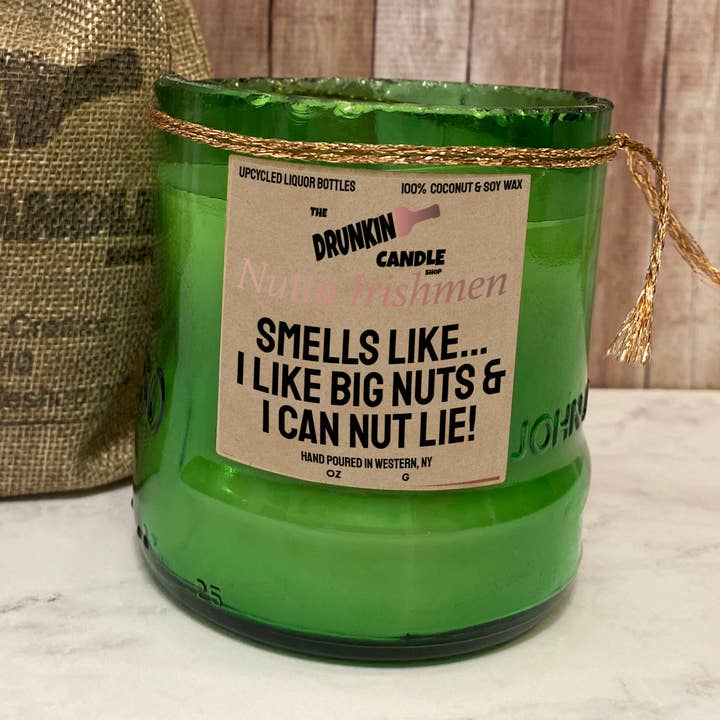 UPCYCLED LIQUOR BOTTLES 100% COCONUT & SOY WAX
THE
DRUNKIN
CANDLE
SHOP
Nutty Irishmen
SMELLS LIKE...
I LIKE BIG NUTS &
I CAN NUT LIE!
HAND POURED IN WESTERN, NY
OZ G
25